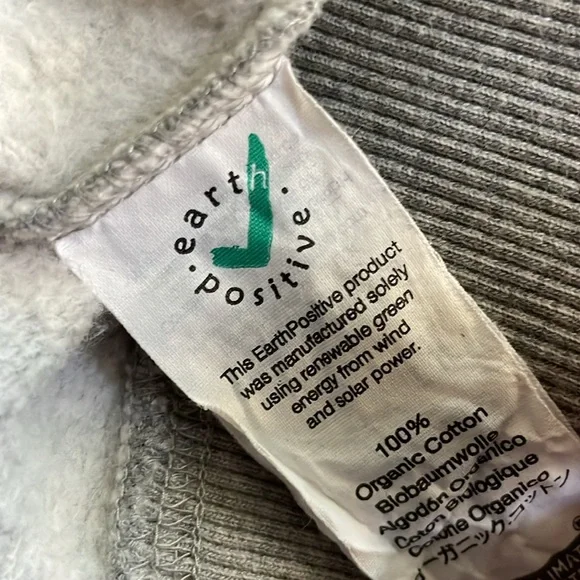 earth
positive
This EarthPositive product
was manufactured solely
using renewable green
energy from wind
and solar power.
100%
Organic Cotton
Biobaumwolle
Algodón Orgánico
Coton Biologique
Cotone Organico
オーガニック.コットン